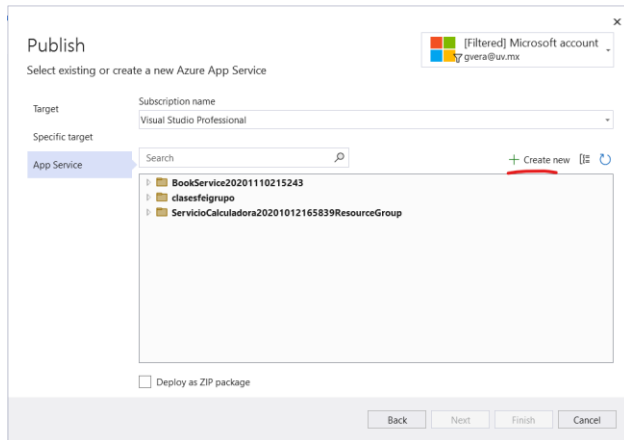 Publish
Select existing or create a new Azure App Service
[Filtered] Microsoft account
gvera@uv.mx
Target
Specific target
App Service
Subscription name
Visual Studio Professional
Search
Create new
BookService20201110215243
clasesfeigrupo
ServicioCalculadora20201012165839ResourceGroup
Deploy as ZIP package
Back Next Finish Cancel